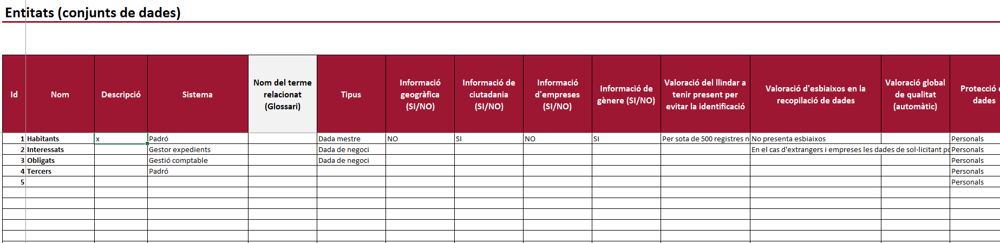 Entitats (conjunts de dades)
Id Nom Descripció Sistema Nom del terme relacionat (Glossari) Tipus Informació geogràfica (SI/NO) Informació de ciutadania (SI/NO) Informació d'empreses (SI/NO) Informació de gènere (SI/NO) Valoració del llindar a tenir present per evitar la identificació Valoració d'esbiaixos en la recopilació de dades Valoració global de qualitat (automàtic) Protecció dades
1 Habitants x Padró Dada mestre NO SI NO SI Per sota de 500 registres n No presenta esbiaixos Personals
2 Interessats Gestor expedients Dada de negoci En el cas d'extrangers i empreses les dades de sol·licitant po Personals
3 Obligats Gestió comptable Dada de negoci Personals
4 Tercers Padró Personals
5 Personals